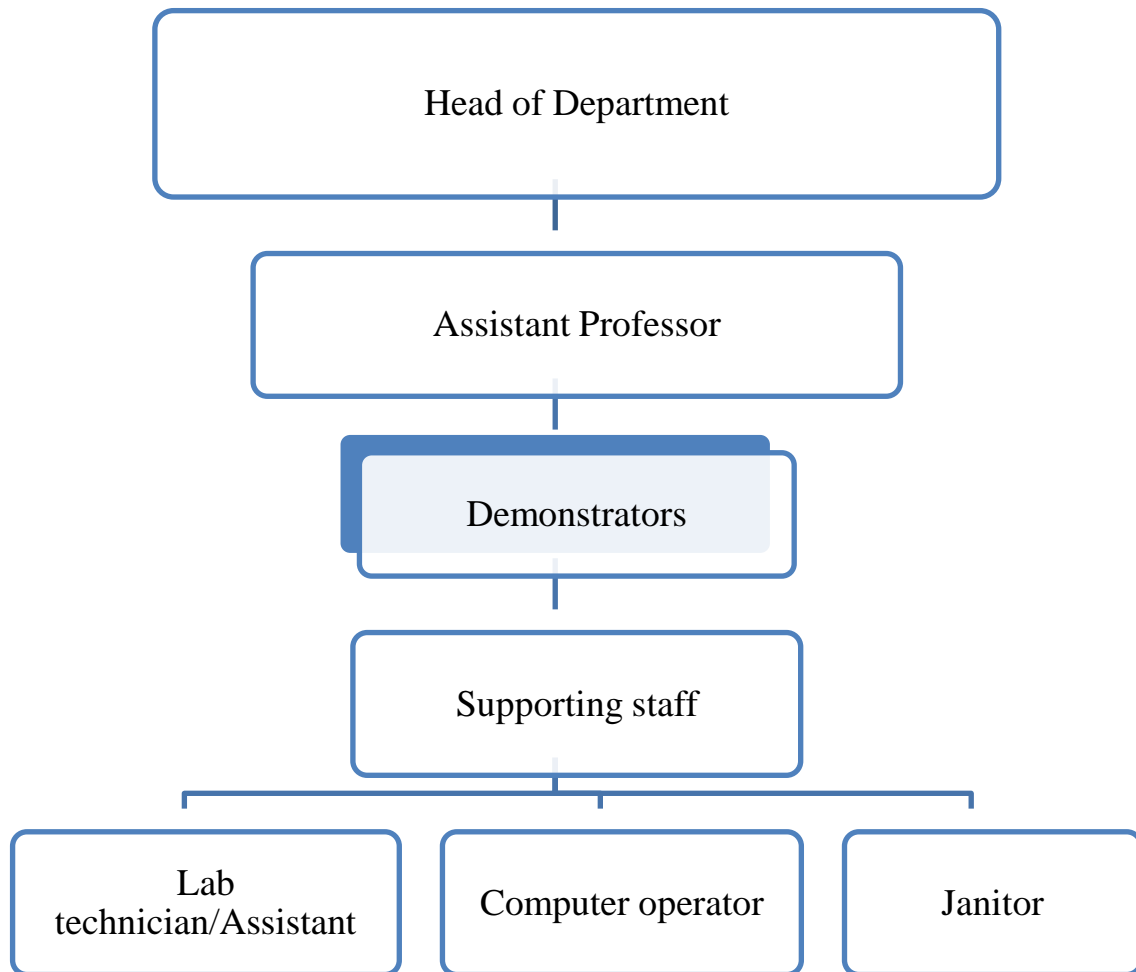 Head of Department
Assistant Professor
Demonstrators
Supporting staff
Lab
technician/Assistant
Computer operator
Janitor